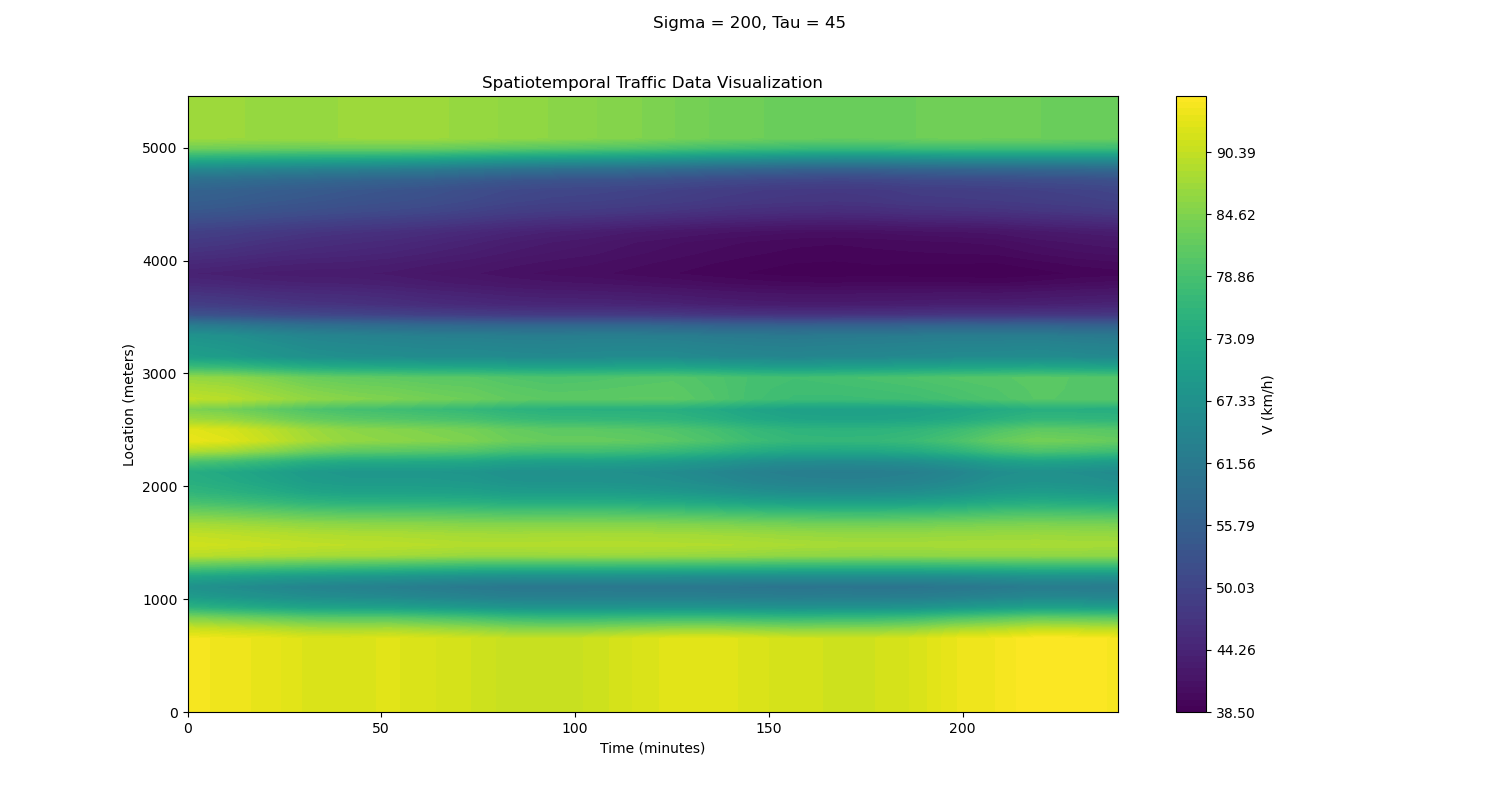 Sigma = 200, Tau = 45
Spatiotemporal Traffic Data Visualization
Location (meters)
5000
4000
3000
2000
1000
0
0 50 100 150 200
Time (minutes)
90.39
84.62
78.86
73.09
67.33
61.56
55.79
50.03
44.26
38.50
V (km/h)